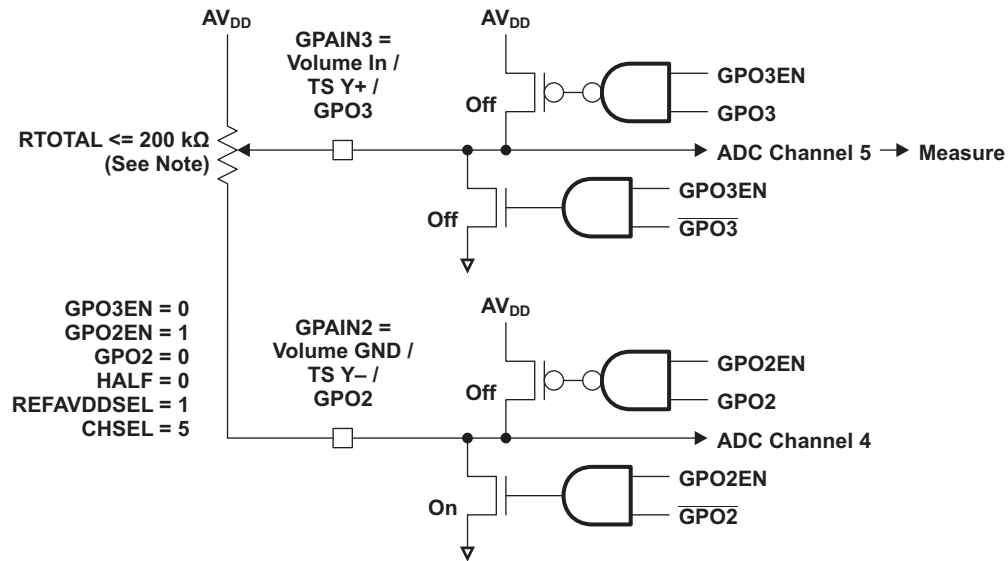 AVDD
GPAIN3 =
Volume In /
TS Y+ /
GPO3
AVDD
GPO3EN
GPO3
Off
RTOTAL <= 200 kΩ
(See Note)
ADC Channel 5
Measure
GPO3EN
GPO3
Off
GPO3EN = 0
GPO2EN = 1
GPO2 = 0
HALF = 0
REFAVDDSEL = 1
CHSEL = 5
GPAIN2 =
Volume GND /
TS Y– /
GPO2
AVDD
GPO2EN
GPO2
Off
ADC Channel 4
GPO2EN
GPO2
On